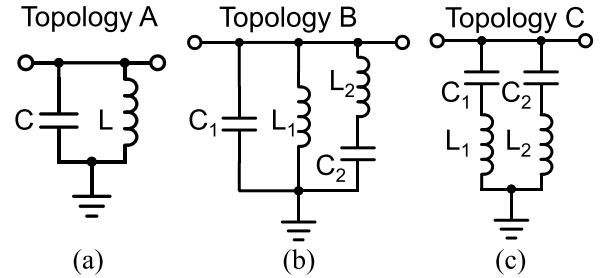 Topology A
Topology B
Topology C
C
L
C₁
L₁
L₂
C₂
C₁
C₂
L₁
L₂
(a)
(b)
(c)